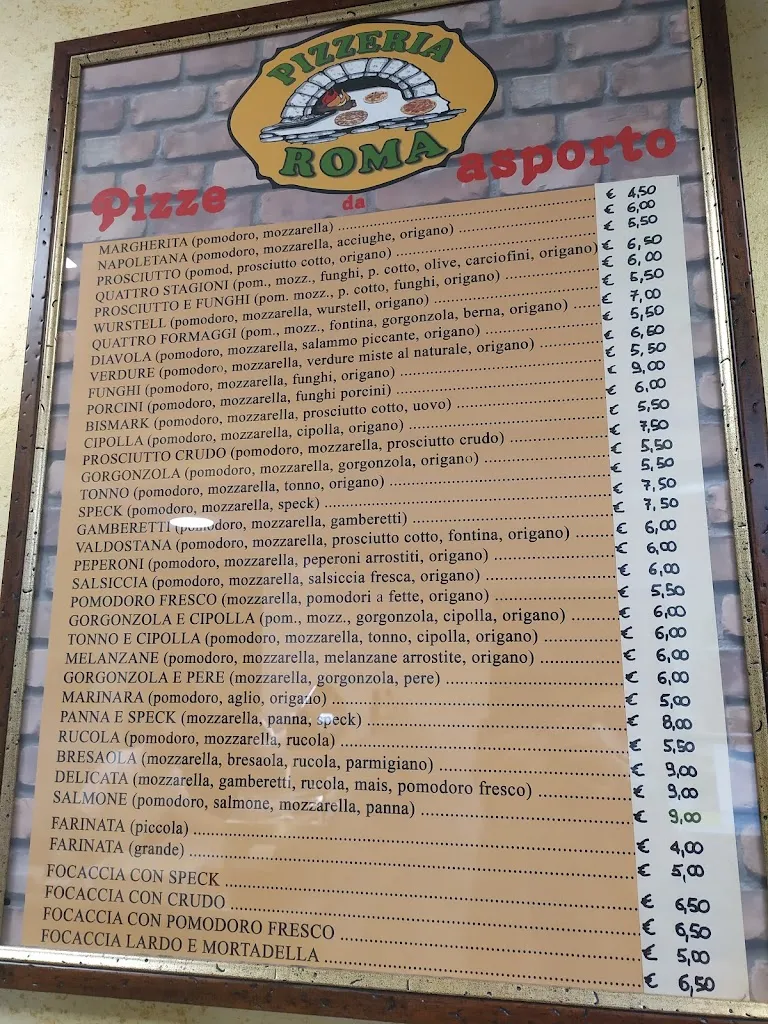 PIZZERIA
ROMA
Pizze da asporto
MARGHERITA (pomodoro, mozzarella) € 4,50
NAPOLETANA (pomodoro, mozzarella, acciughe, origano) € 6,00
PROSCIUTTO (pomod, prosciutto cotto, origano) € 5,50
QUATTRO STAGIONI (pom., mozz., funghi, p. cotto, olive, carciofini, origano) € 6,50
PROSCIUTTO E FUNGHI (pom. mozz., p. cotto, funghi, origano) € 6,00
WURSTELL (pomodoro, mozzarella, wurstell, origano) € 5,50
QUATTRO FORMAGGI (pom., mozz., fontina, gorgonzola, berna, origano) € 7,00
DIAVOLA (pomodoro, mozzarella, salammo piccante, origano) € 5,50
VERDURE (pomodoro, mozzarella, verdure miste al naturale, origano) € 6,50
FUNGHI (pomodoro, mozzarella, funghi, origano) € 5,50
PORCINI (pomodoro, mozzarella, funghi porcini) € 9,00
BISMARK (pomodoro, mozzarella, prosciutto cotto, uovo) € 6,00
CIPOLLA (pomodoro, mozzarella, cipolla, origano) € 5,50
PROSCIUTTO CRUDO (pomodoro, mozzarella, prosciutto crudo) € 7,50
GORGONZOLA (pomodoro, mozzarella, gorgonzola, origano) € 5,50
TONNO (pomodoro, mozzarella, tonno, origano) € 5,50
SPECK (pomodoro, mozzarella, speck) € 7,50
GAMBERETTI (pomodoro, mozzarella, gamberetti) € 7,50
VALDOSTANA (pomodoro, mozzarella, prosciutto cotto, fontina, origano) € 6,00
PEPERONI (pomodoro, mozzarella, peperoni arrostiti, origano) € 6,00
SALSICCIA (pomodoro, mozzarella, salsiccia fresca, origano) € 6,00
POMODORO FRESCO (mozzarella, pomodori a fette, origano) € 5,50
GORGONZOLA E CIPOLLA (pom., mozz., gorgonzola, cipolla, origano) € 6,00
TONNO E CIPOLLA (pomodoro, mozzarella, tonno, cipolla, origano) € 6,00
MELANZANE (pomodoro, mozzarella, melanzane arrostite, origano) € 6,00
GORGONZOLA E PERE (mozzarella, gorgonzola, pere) € 6,00
MARINARA (pomodoro, aglio, origano) € 5,00
PANNA E SPECK (mozzarella, panna, speck) € 8,00
RUCOLA (pomodoro, mozzarella, rucola) € 5,50
BRESAOLA (mozzarella, bresaola, rucola, parmigiano) € 9,00
DELICATA (mozzarella, gamberetti, rucola, mais, pomodoro fresco) € 9,00
SALMONE (pomodoro, salmone, mozzarella, panna) € 9,00
FARINATA (piccola) € 4,00
FARINATA (grande) € 5,00
FOCACCIA CON SPECK € 6,50
FOCACCIA CON CRUDO € 6,50
FOCACCIA CON POMODORO FRESCO € 5,00
FOCACCIA LARDO E MORTADELLA € 6,50